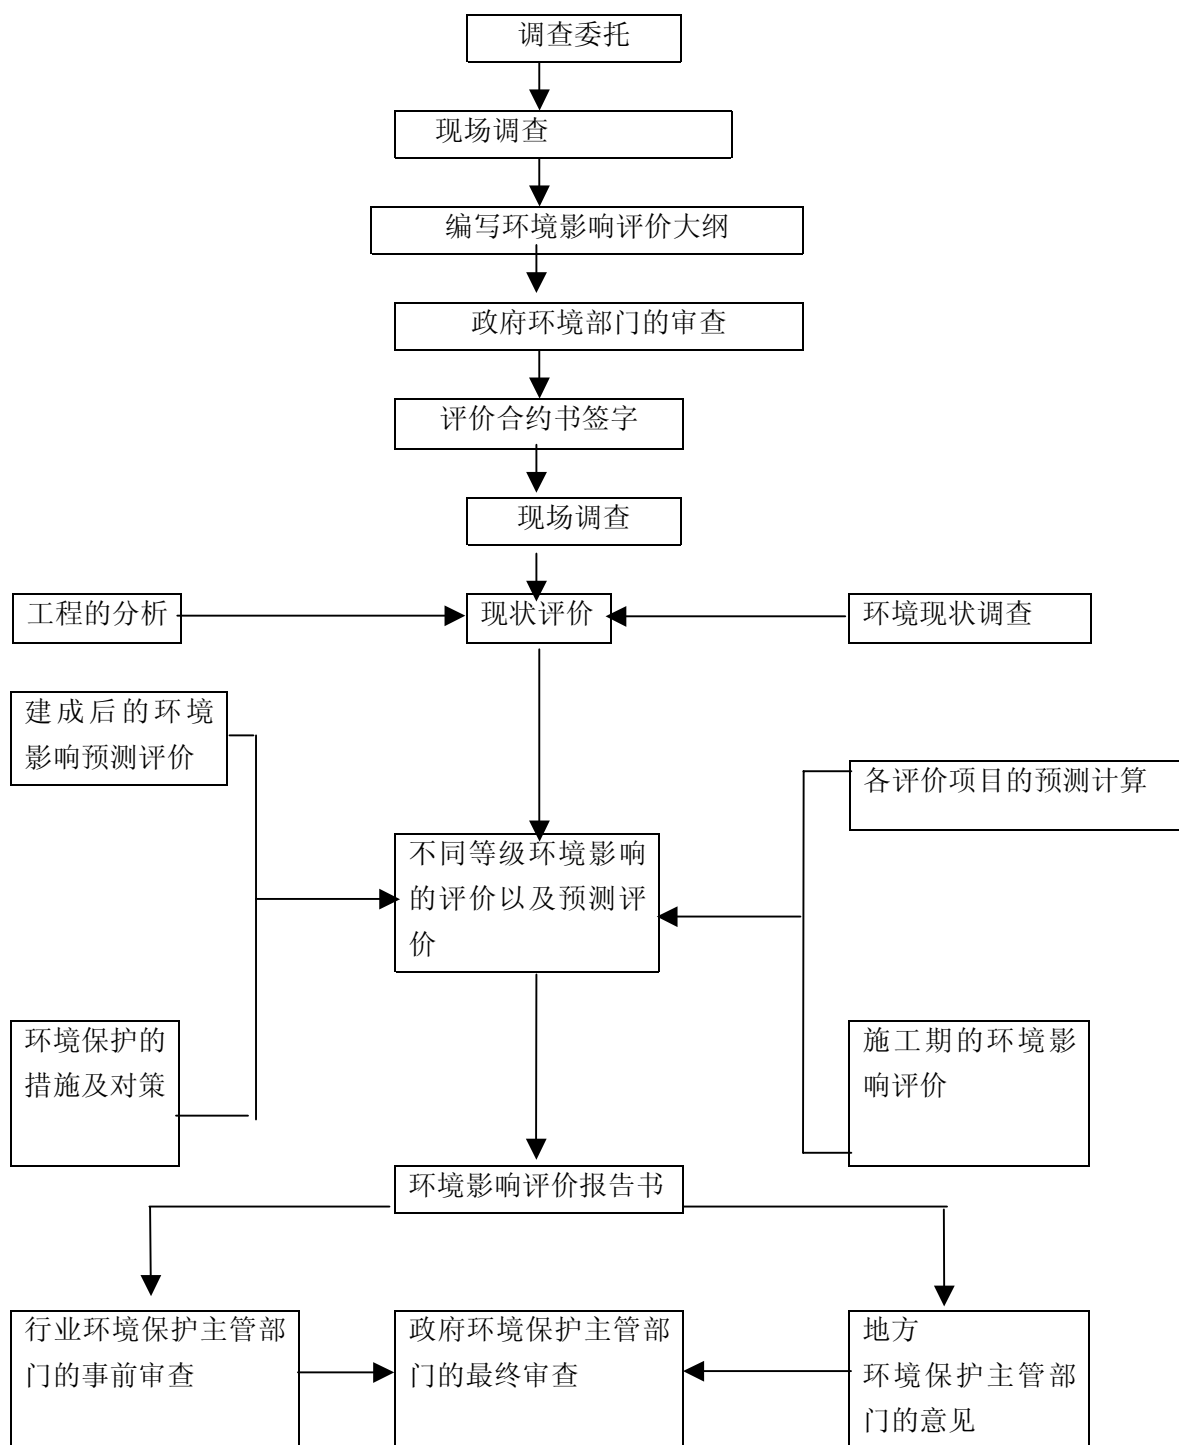 调查委托
现场调查
编写环境影响评价大纲
政府环境部门的审查
评价合约书签字
现场调查
工程的分析
现状评价
环境现状调查
建成后的环境
影响预测评价
各评价项目的预测计算
不同等级环境影响
的评价以及预测评
价
环境保护的
措施及对策
施工期的环境影
响评价
环境影响评价报告书
行业环境保护主管部
门的事前审查
政府环境保护主管部
门的最终审查
地方
环境保护主管部
门的意见